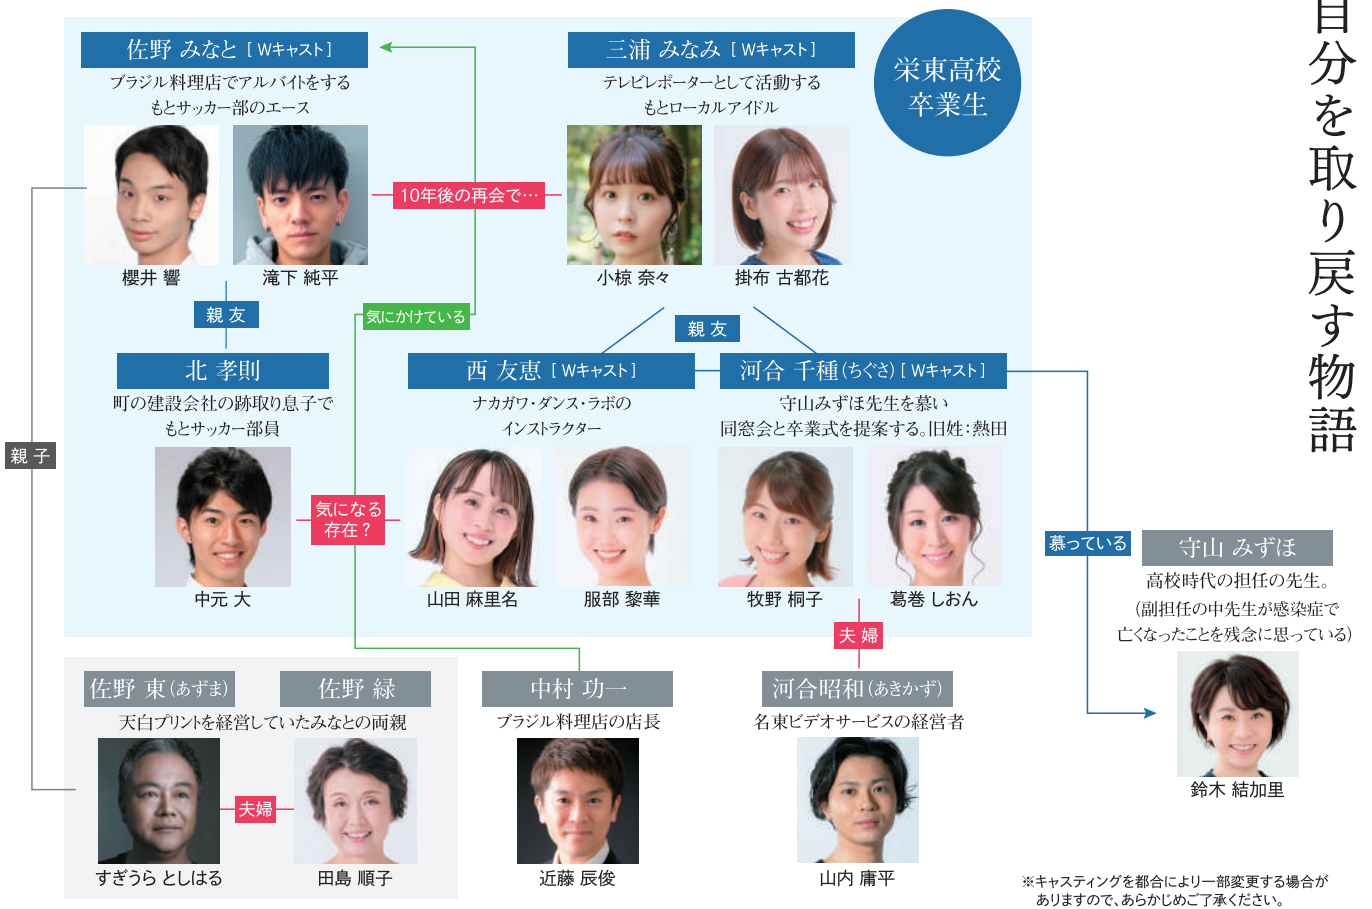 自分を取り戻す物語
栄東高校
卒業生
佐野 みなと [ Wキャスト ]
ブラジル料理店でアルバイトをする
もとサッカー部のエース
櫻井 響
滝下 純平
10年後の再会で…
三浦 みなみ [ Wキャスト ]
テレビレポーターとして活動する
もとローカルアイドル
小椋 奈々
掛布 古都花
親友
気にかけている
親友
北 孝則
町の建設会社の跡取り息子で
もとサッカー部員
中元 大
気になる
存在？
西 友恵 [ Wキャスト ]
ナカガワ・ダンス・ラボの
インストラクター
山田 麻里名
服部 黎華
河合 千種（ちぐさ）[ Wキャスト ]
守山みずほ先生を慕い
同窓会と卒業式を提案する。旧姓：熱田
牧野 桐子
葛巻 しおん
親子
慕っている
守山 みずほ
高校時代の担任の先生。
（副担任の中先生が感染症で
亡くなったことを残念に思っている）
鈴木 結加里
夫婦
佐野 東（あずま）
佐野 緑
天白プリントを経営していたみなとの両親
夫婦
すぎうら としはる
田島 順子
中村 功一
ブラジル料理店の店長
近藤 辰俊
河合昭和（あきかず）
名東ビデオサービスの経営者
山内 庸平
※キャスティングを都合により一部変更する場合が
ありますので、あらかじめご了承ください。